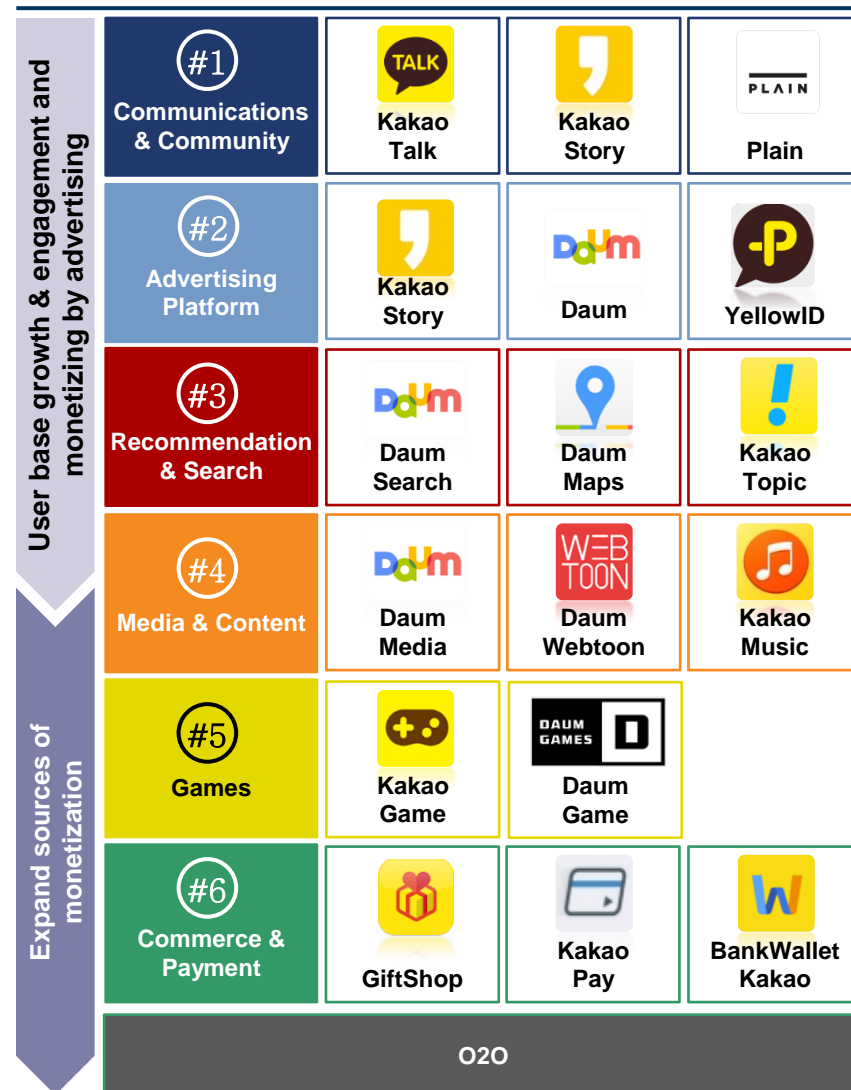 User base growth & engagement and
monetizing by advertising
Expand sources of
monetization
#1
Communications
& Community
TALK
Kakao
Talk
Kakao
Story
PLAIN
Plain
#2
Advertising
Platform
Kakao
Story
Daum
Daum
P
YellowID
#3
Recommendation
& Search
Daum
Daum
Search
Daum
Maps
!
Kakao
Topic
#4
Media & Content
Daum
Daum
Media
WEB
TOON
Daum
Webtoon
Kakao
Music
#5
Games
Kakao
Game
DAUM
GAMES
D
Daum
Game
#6
Commerce &
Payment
GiftShop
Kakao
Pay
W
BankWallet
Kakao
O2O